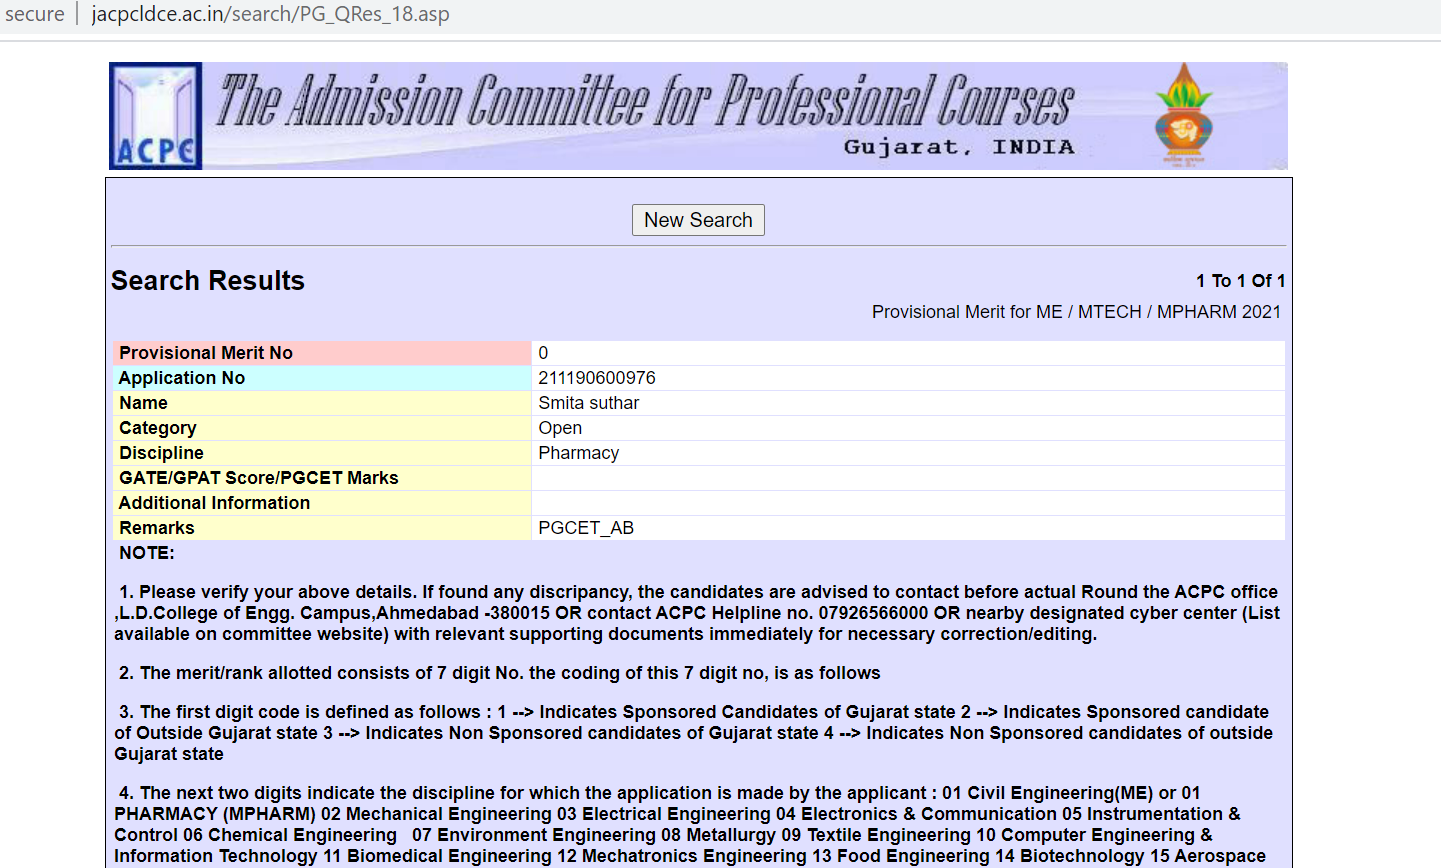 secure jacpcldce.ac.in/search/PG_QRes_18.asp
ACPC
The Admission Committee for Professional Courses
Gujarat, INDIA
New Search
Search Results
1 To 1 Of 1
Provisional Merit for ME / MTECH / MPHARM 2021
Provisional Merit No 0
Application No 211190600976
Name Smita suthar
Category Open
Discipline Pharmacy
GATE/GPAT Score/PGCET Marks
Additional Information
Remarks PGCET_AB
NOTE:
1. Please verify your above details. If found any discripancy, the candidates are advised to contact before actual Round the ACPC office
,L.D.College of Engg. Campus,Ahmedabad -380015 OR contact ACPC Helpline no. 07926566000 OR nearby designated cyber center (List
available on committee website) with relevant supporting documents immediately for necessary correction/editing.
2. The merit/rank allotted consists of 7 digit No. the coding of this 7 digit no, is as follows
3. The first digit code is defined as follows : 1 --> Indicates Sponsored Candidates of Gujarat state 2 --> Indicates Sponsored candidate
of Outside Gujarat state 3 --> Indicates Non Sponsored candidates of Gujarat state 4 --> Indicates Non Sponsored candidates of outside
Gujarat state
4. The next two digits indicate the discipline for which the application is made by the applicant : 01 Civil Engineering(ME) or 01
PHARMACY (MPHARM) 02 Mechanical Engineering 03 Electrical Engineering 04 Electronics & Communication 05 Instrumentation &
Control 06 Chemical Engineering 07 Environment Engineering 08 Metallurgy 09 Textile Engineering 10 Computer Engineering &
Information Technology 11 Biomedical Engineering 12 Mechatronics Engineering 13 Food Engineering 14 Biotechnology 15 Aerospace